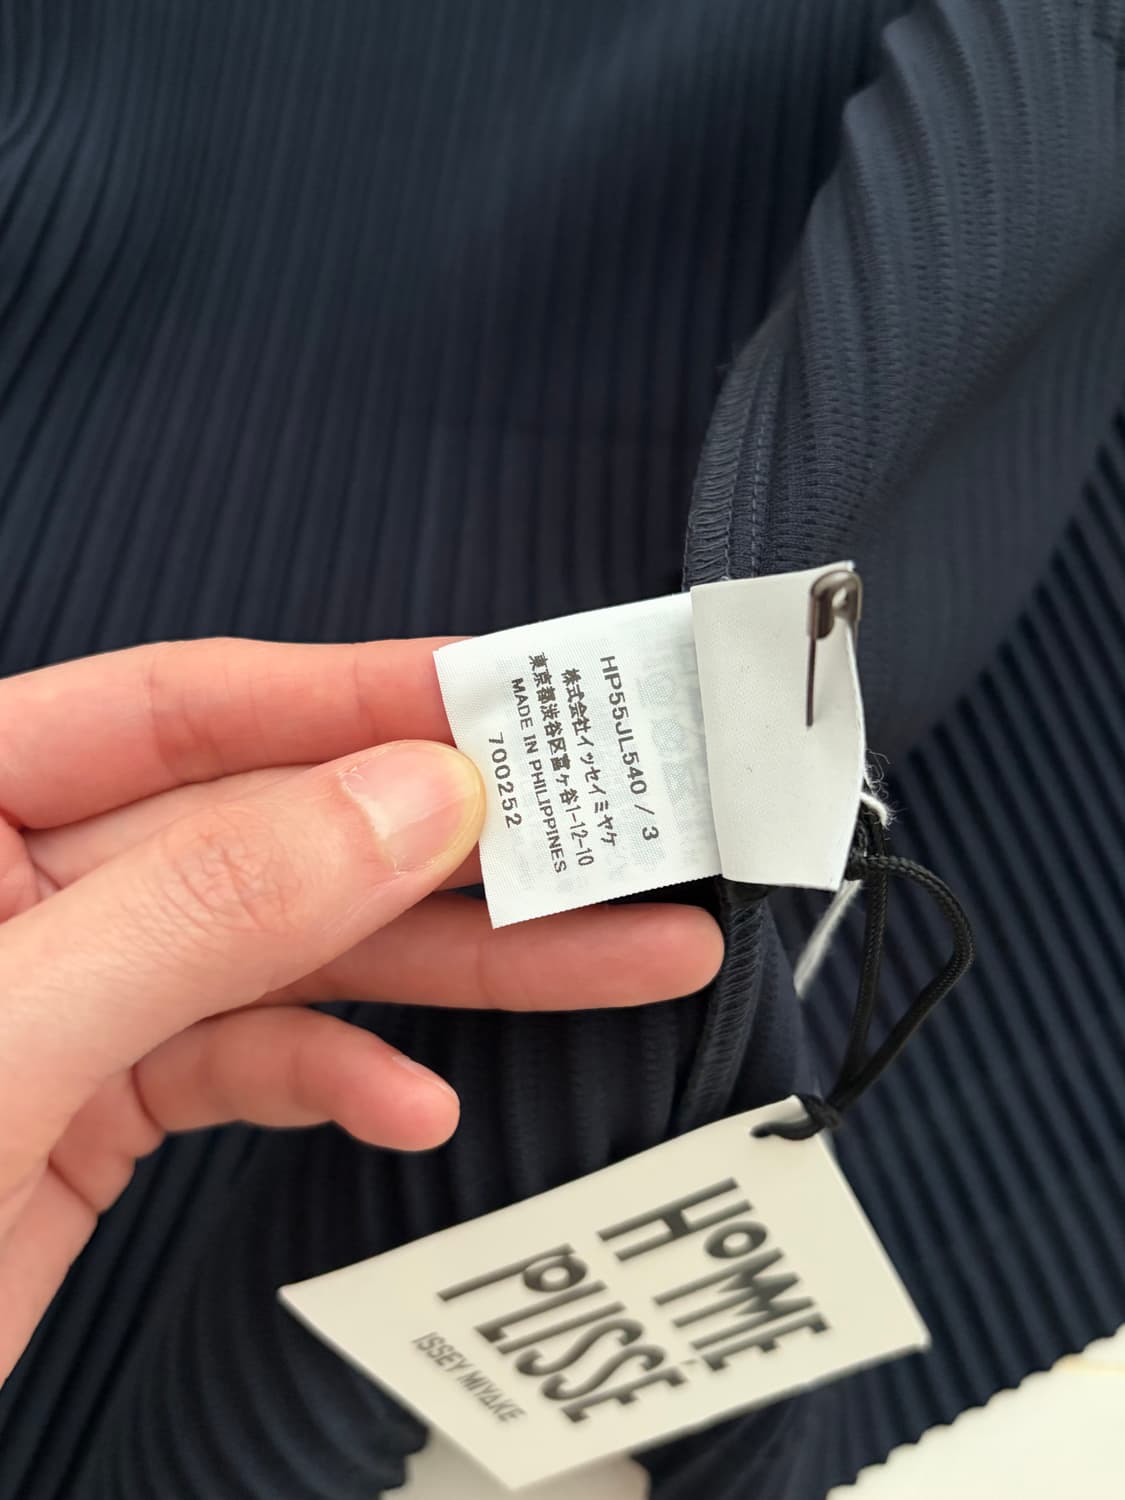 HP55JL540 / 3
株式会社イッセイミヤケ
東京都渋谷区富ヶ谷1-12-10
MADE IN PHILIPPINES
700252
HOMME
PLISSÉ
ISSEY MIYAKE